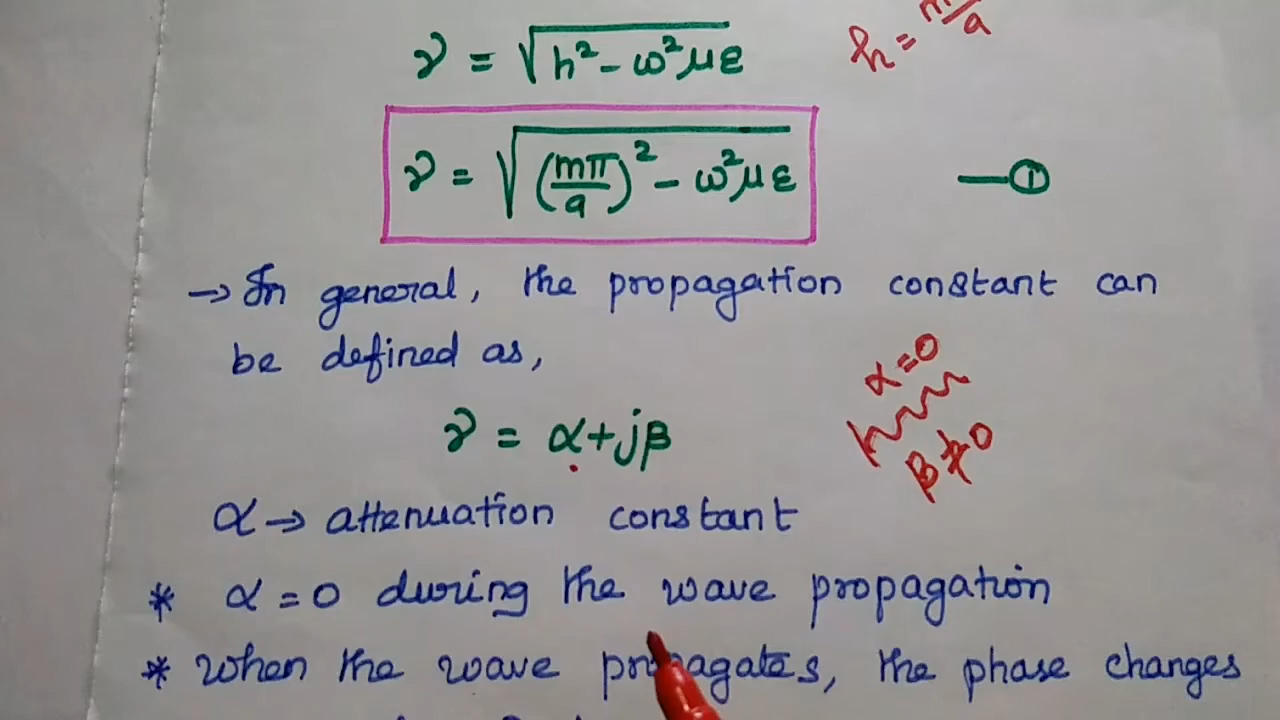 γ = √(h² - ω²με) h = mπ/a
γ = √((mπ/a)² - ω²με) —①
→ In general, the propagation constant can
be defined as,
α=0
γ = α+jβ
β≠0
α → attenuation constant
* α = 0 during the wave propagation
* when the wave propagates, the phase changes